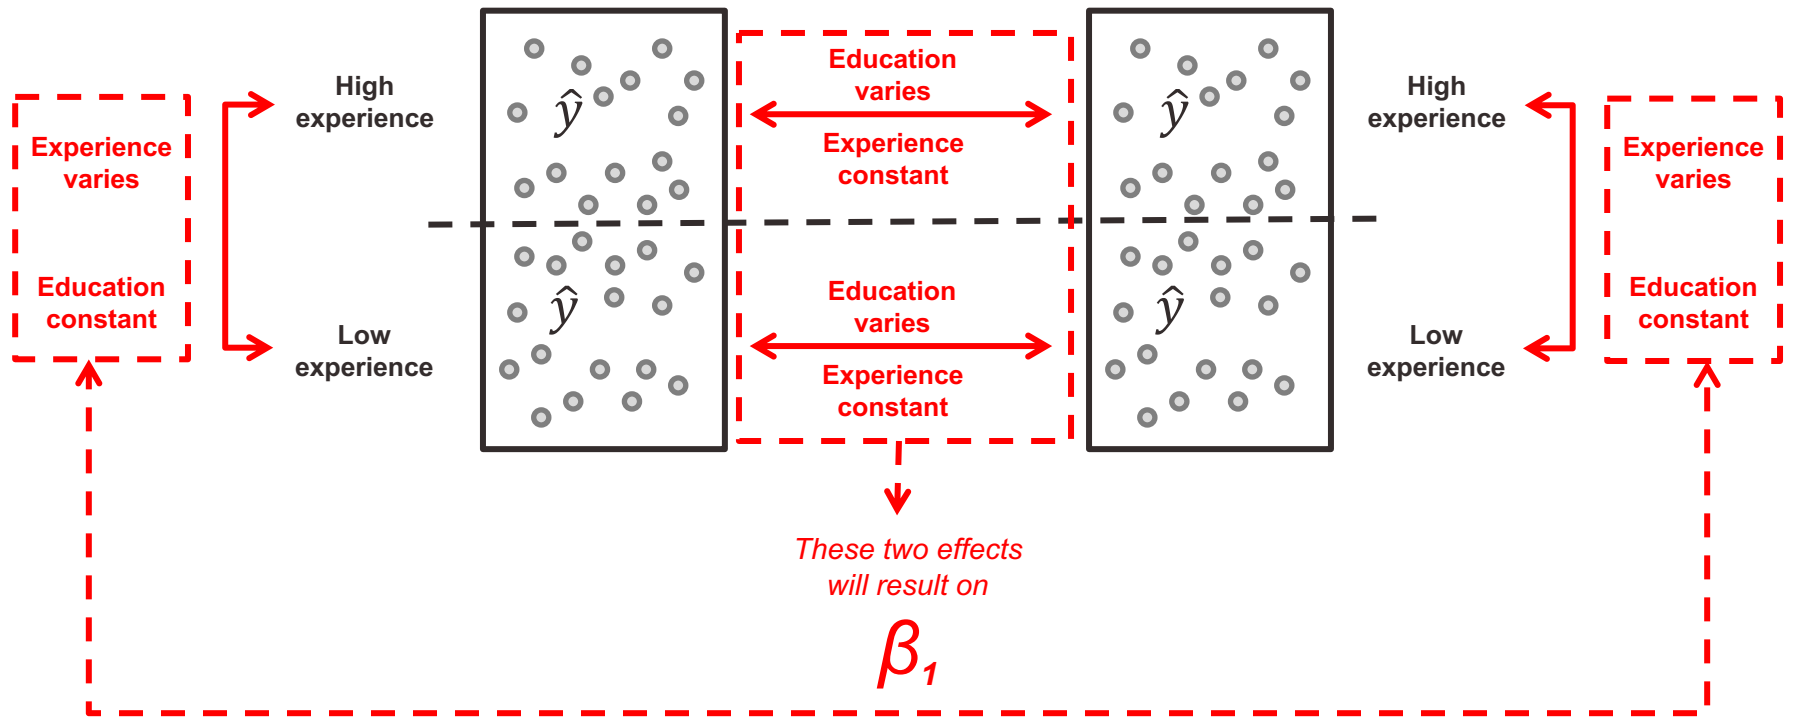 Experience
varies
Education
constant
High
experience
Low
experience
ŷ
ŷ
Education
varies
Experience
constant
Education
varies
Experience
constant
ŷ
ŷ
High
experience
Low
experience
Experience
varies
Education
constant
These two effects
will result on
β₁